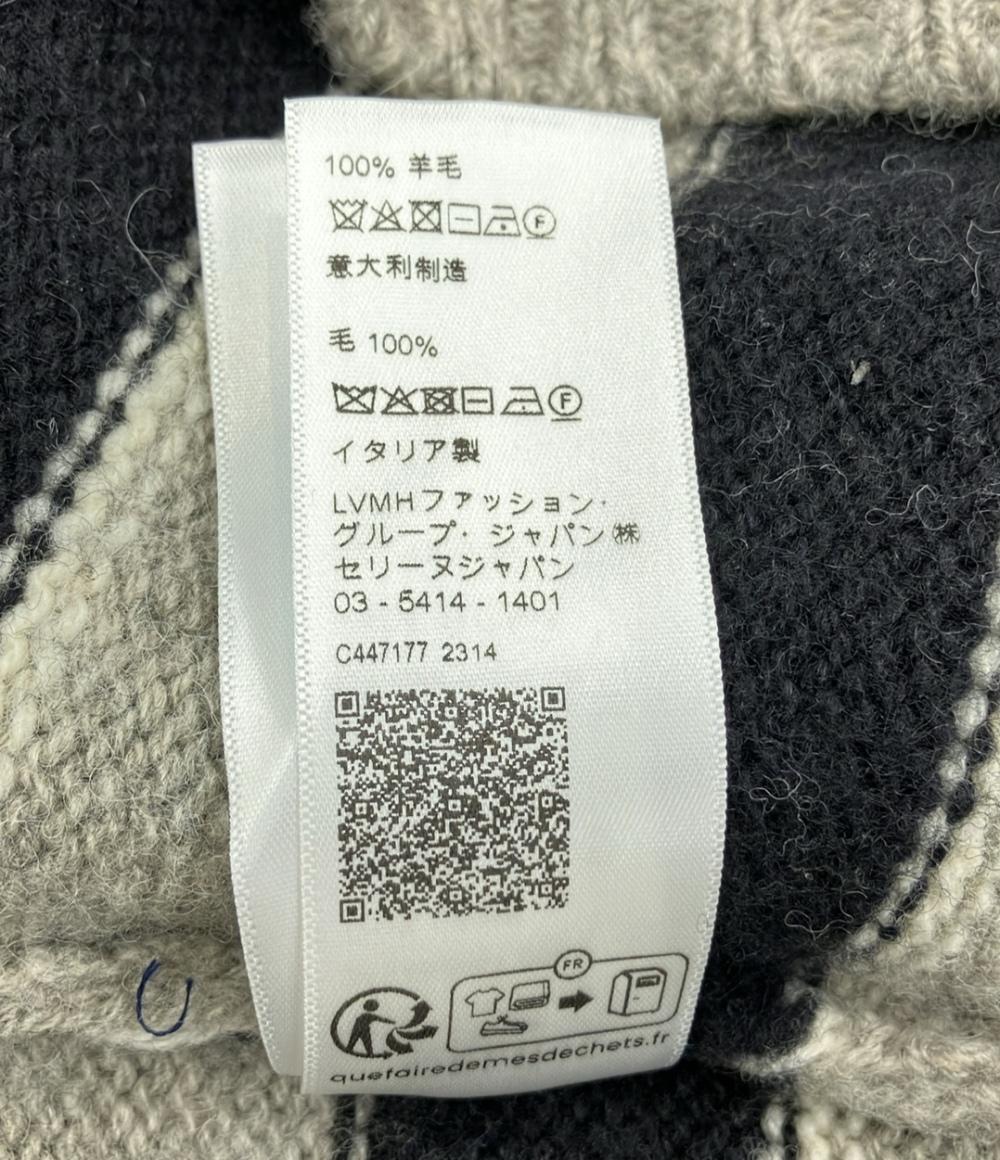 100% 羊毛
F
意大利制造
毛 100%
F
イタリア製
LVMHファッション·
グループ· ジャパン㈱
セリーヌジャパン
03 - 5414 - 1401
C447177 2314
FR
quefairedemesdechets.fr